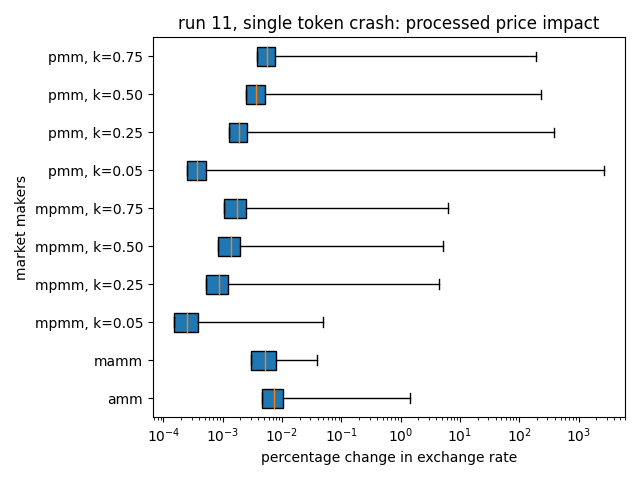 run 11, single token crash: processed price impact
market makers
pmm, k=0.75
pmm, k=0.50
pmm, k=0.25
pmm, k=0.05
mpmm, k=0.75
mpmm, k=0.50
mpmm, k=0.25
mpmm, k=0.05
mamm
amm
10⁻⁴ 10⁻³ 10⁻² 10⁻¹ 10⁰ 10¹ 10² 10³
percentage change in exchange rate